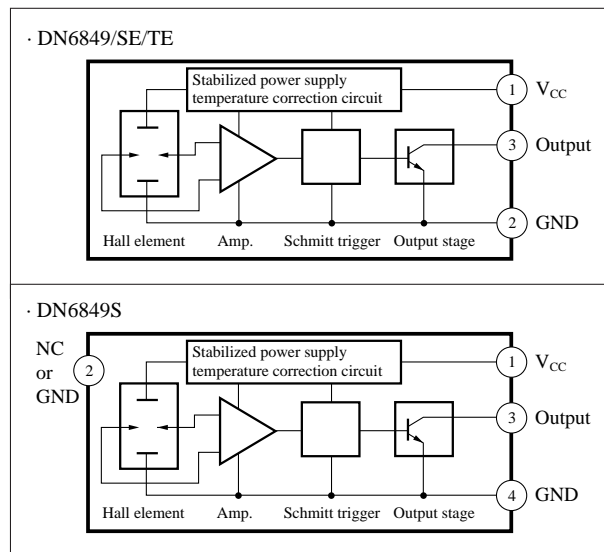 · DN6849/SE/TE
Stabilized power supply
temperature correction circuit
1 V_CC
3 Output
2 GND
Hall element Amp. Schmitt trigger Output stage
· DN6849S
NC
or
GND
2
Stabilized power supply
temperature correction circuit
1 V_CC
3 Output
4 GND
Hall element Amp. Schmitt trigger Output stage